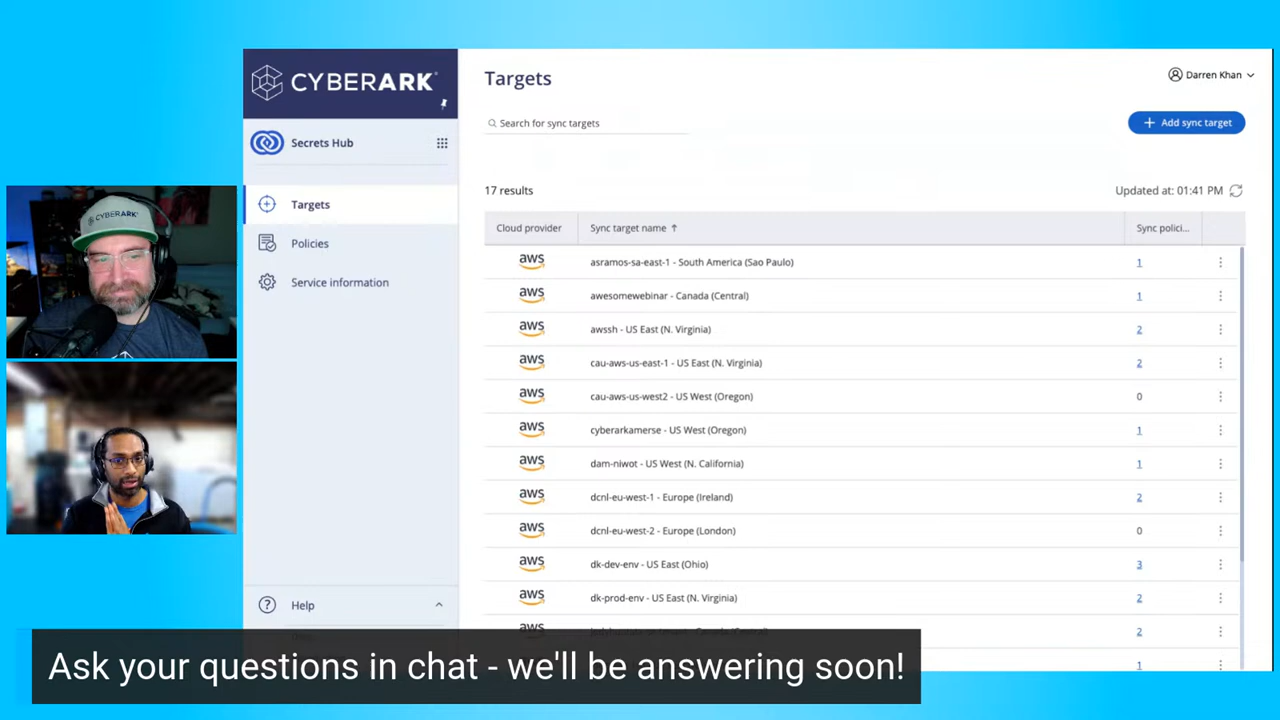 CYBERARK®
Secrets Hub
Targets
Policies
Service information
Help
Targets
Darren Khan
Search for sync targets
+ Add sync target
17 results
Updated at: 01:41 PM
Cloud provider Sync target name ↑ Sync polici...
aws asramos-sa-east-1 - South America (Sao Paulo) 1
aws awesomewebinar - Canada (Central) 1
aws awssh - US East (N. Virginia) 2
aws cau-aws-us-east-1 - US East (N. Virginia) 2
aws cau-aws-us-west2 - US West (Oregon) 0
aws cyberarkamerse - US West (Oregon) 1
aws dam-niwot - US West (N. California) 1
aws dcnl-eu-west-1 - Europe (Ireland) 2
aws dcnl-eu-west-2 - Europe (London) 0
aws dk-dev-env - US East (Ohio) 3
aws dk-prod-env - US East (N. Virginia) 2
aws Canada (Central) 2
1
CYBERARK
Ask your questions in chat - we'll be answering soon!